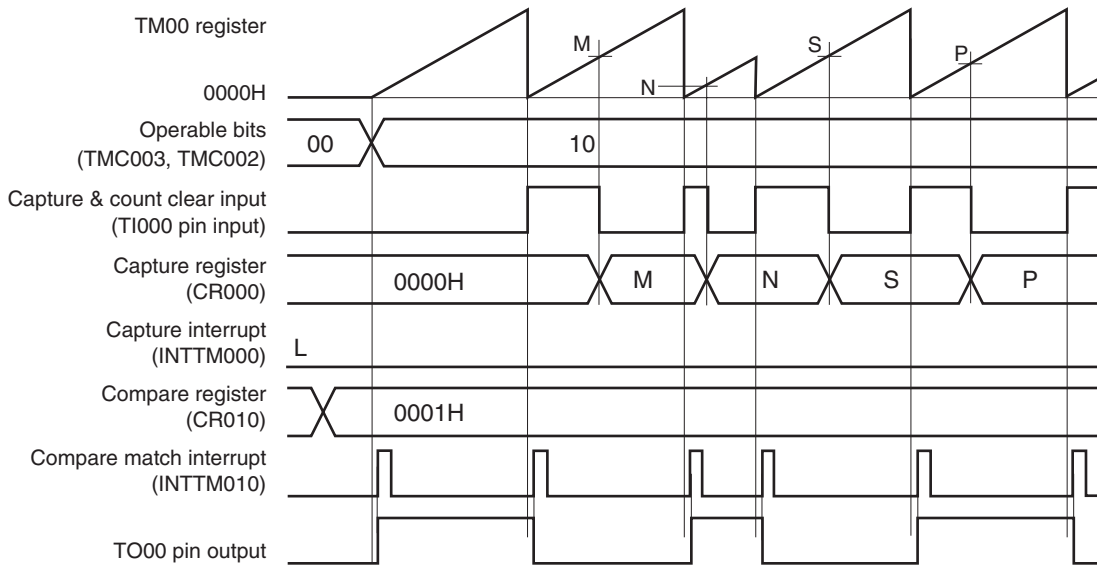 TM00 register
M
S
P
N
0000H
Operable bits
(TMC003, TMC002)
00
10
Capture & count clear input
(TI000 pin input)
Capture register
(CR000)
0000H
M
N
S
P
Capture interrupt
(INTTM000)
L
Compare register
(CR010)
0001H
Compare match interrupt
(INTTM010)
TO00 pin output